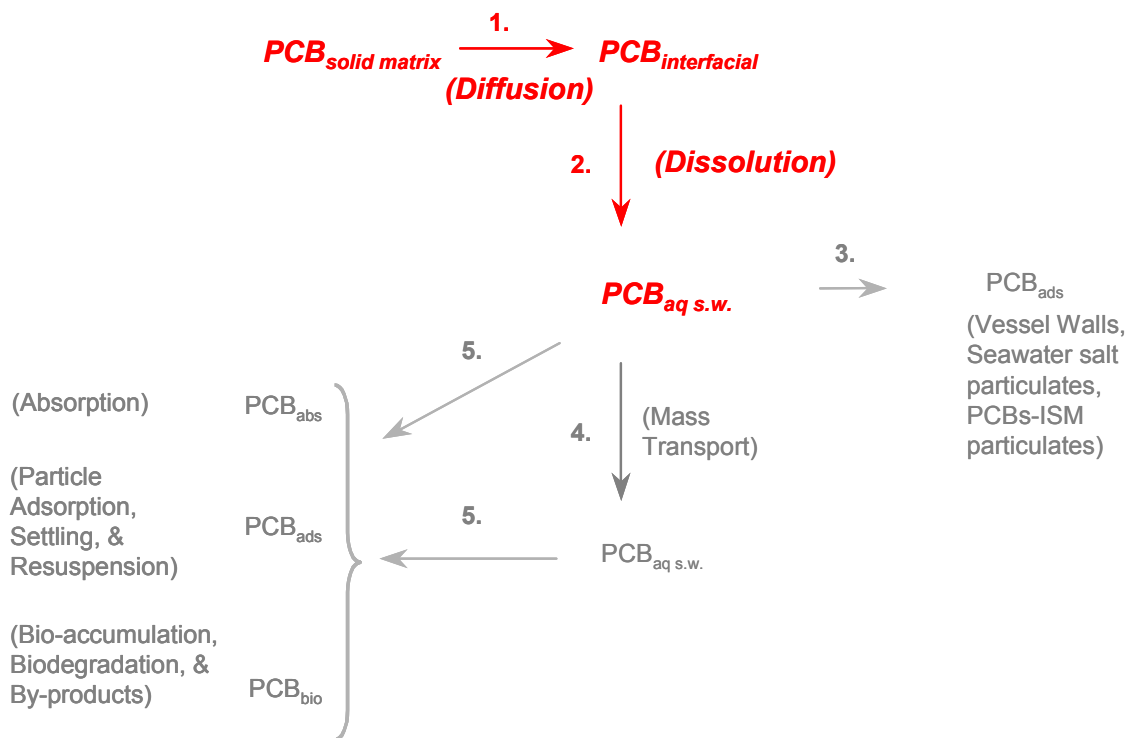 1.
PCBsolid matrix
PCBinterfacial
(Diffusion)
2.
(Dissolution)
3.
PCBaq s.w.
PCBads
(Vessel Walls,
Seawater salt
particulates,
PCBs-ISM
particulates)
5.
(Absorption)
PCBabs
4.
(Mass
Transport)
(Particle
Adsorption,
Settling, &
Resuspension)
PCBads
5.
PCBaq s.w.
(Bio-accumulation,
Biodegradation, &
By-products)
PCBbio